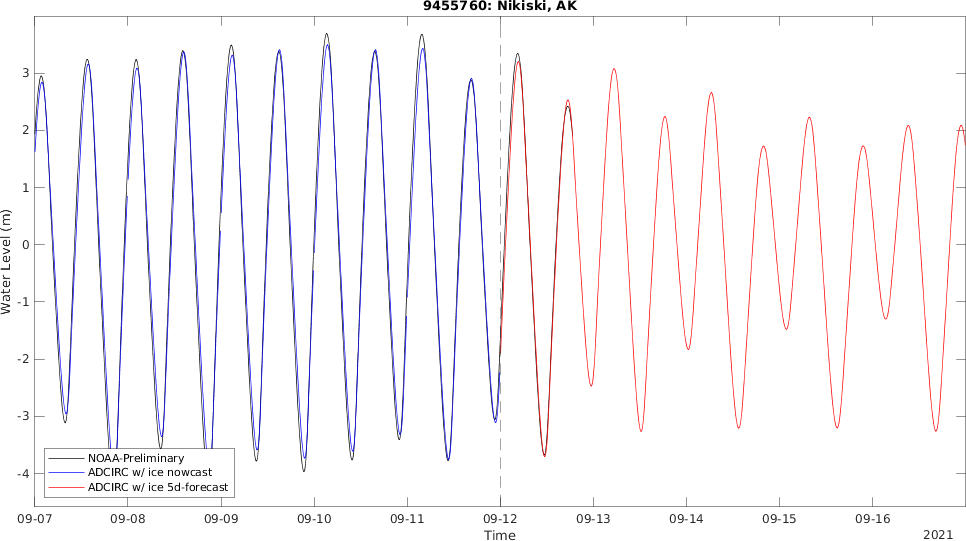 9455760: Nikiski, AK
Water Level (m)
3
2
1
0
-1
-2
-3
-4
NOAA-Preliminary
ADCIRC w/ ice nowcast
ADCIRC w/ ice 5d-forecast
09-07 09-08 09-09 09-10 09-11 09-12 09-13 09-14 09-15 09-16
Time
2021